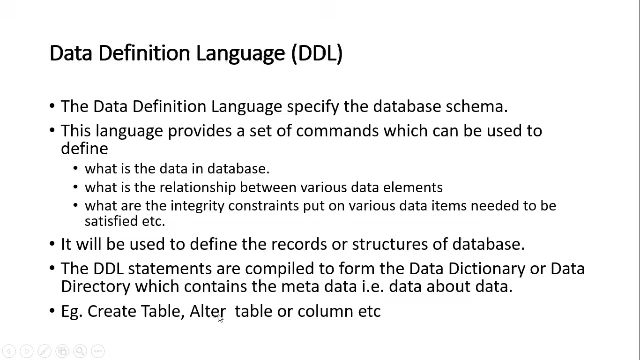 Data Definition Language (DDL)
• The Data Definition Language specify the database schema.
• This language provides a set of commands which can be used to
define
• what is the data in database.
• what is the relationship between various data elements
• what are the integrity constraints put on various data items needed to be
satisfied etc.
• It will be used to define the records or structures of database.
• The DDL statements are compiled to form the Data Dictionary or Data
Directory which contains the meta data i.e. data about data.
• Eg. Create Table, Alter table or column etc